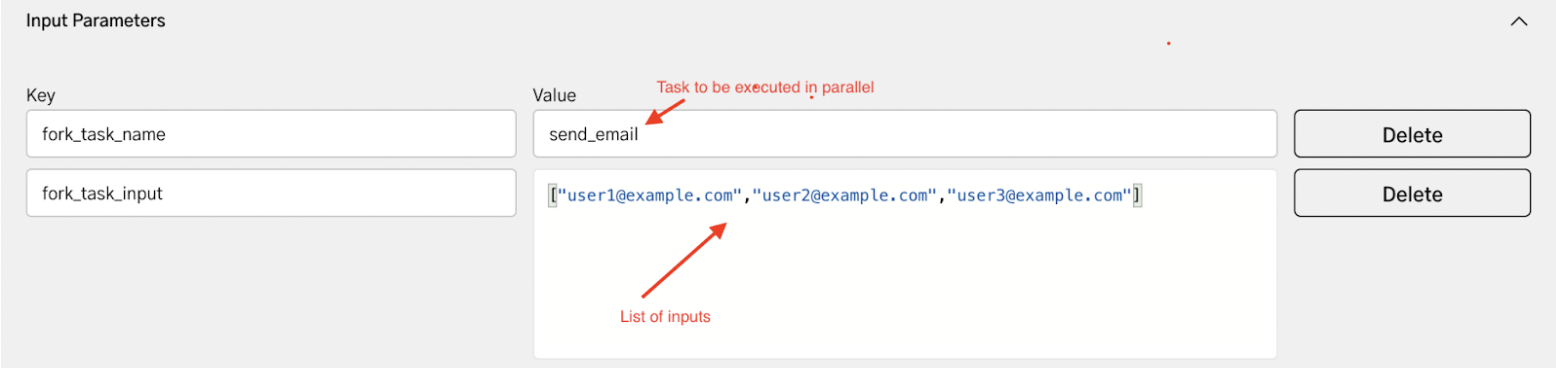 Input Parameters
Task to be executed in parallel
Key
Value
fork_task_name
send_email
Delete
fork_task_input
["user1@example.com","user2@example.com","user3@example.com"]
Delete
List of inputs